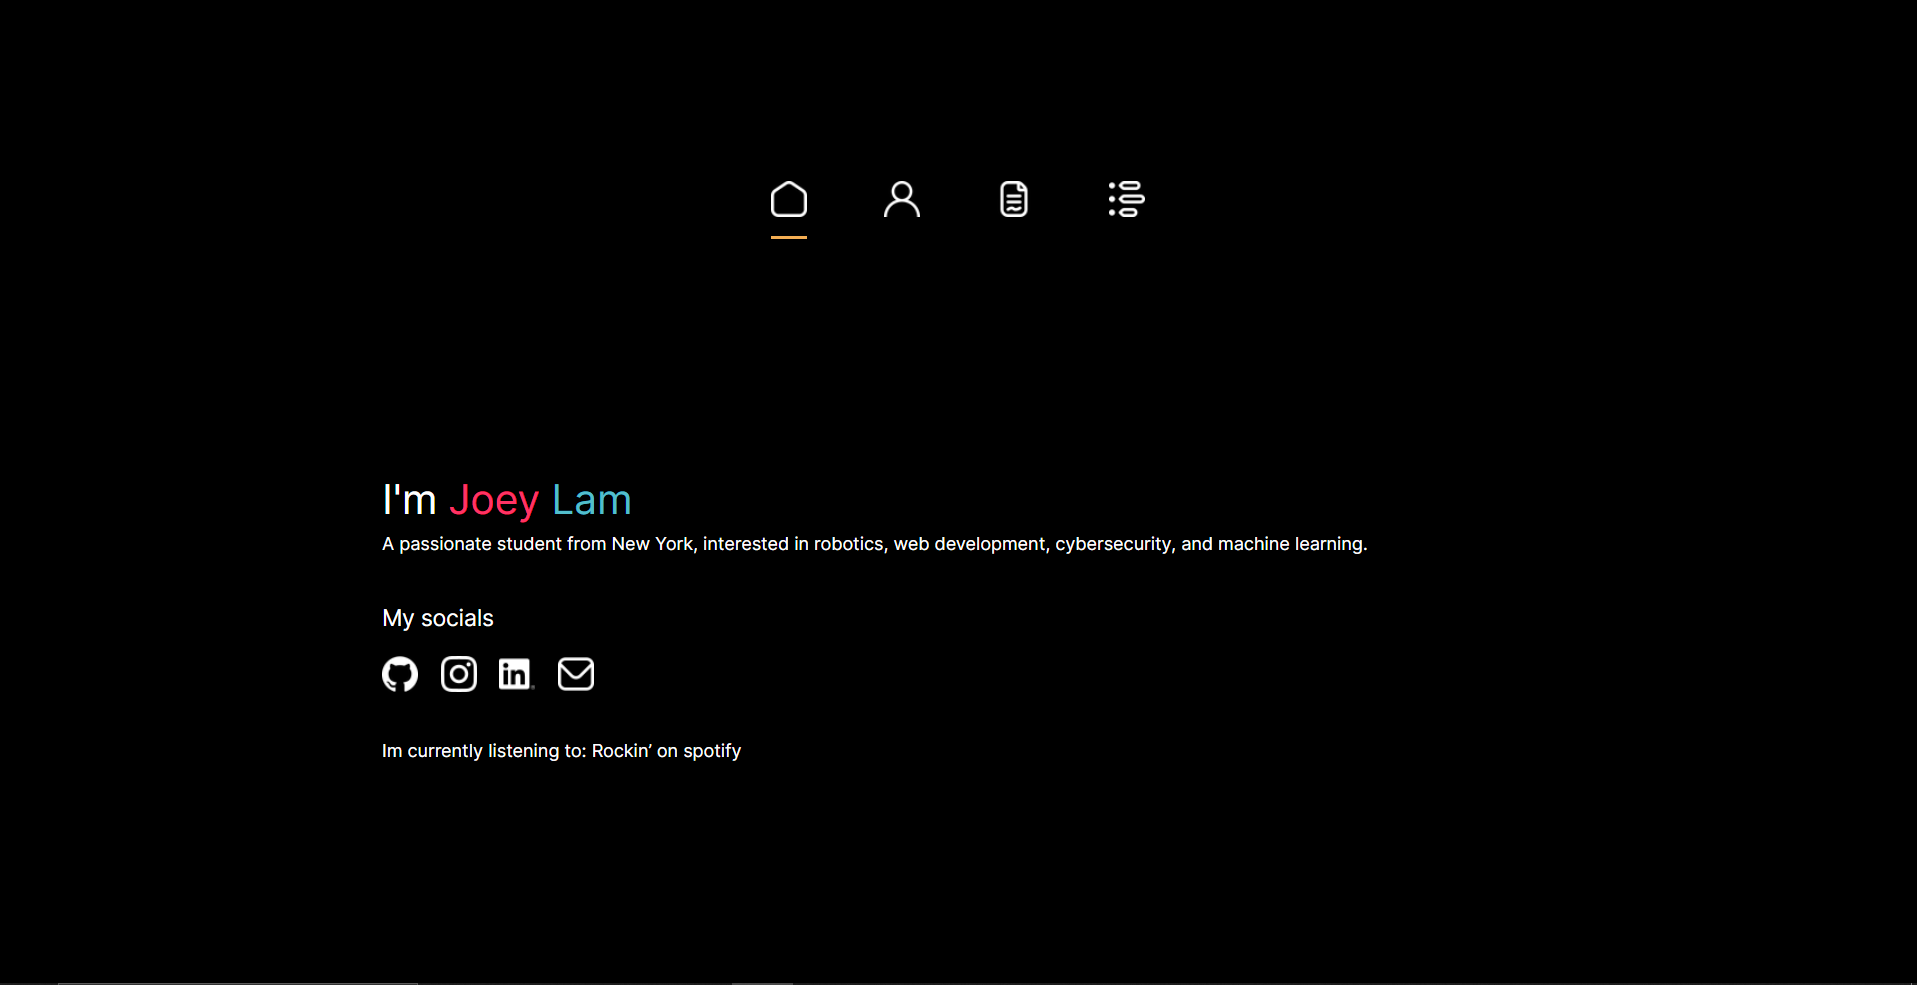 I'm Joey Lam
A passionate student from New York, interested in robotics, web development, cybersecurity, and machine learning.
My socials
in
Im currently listening to: Rockin’ on spotify